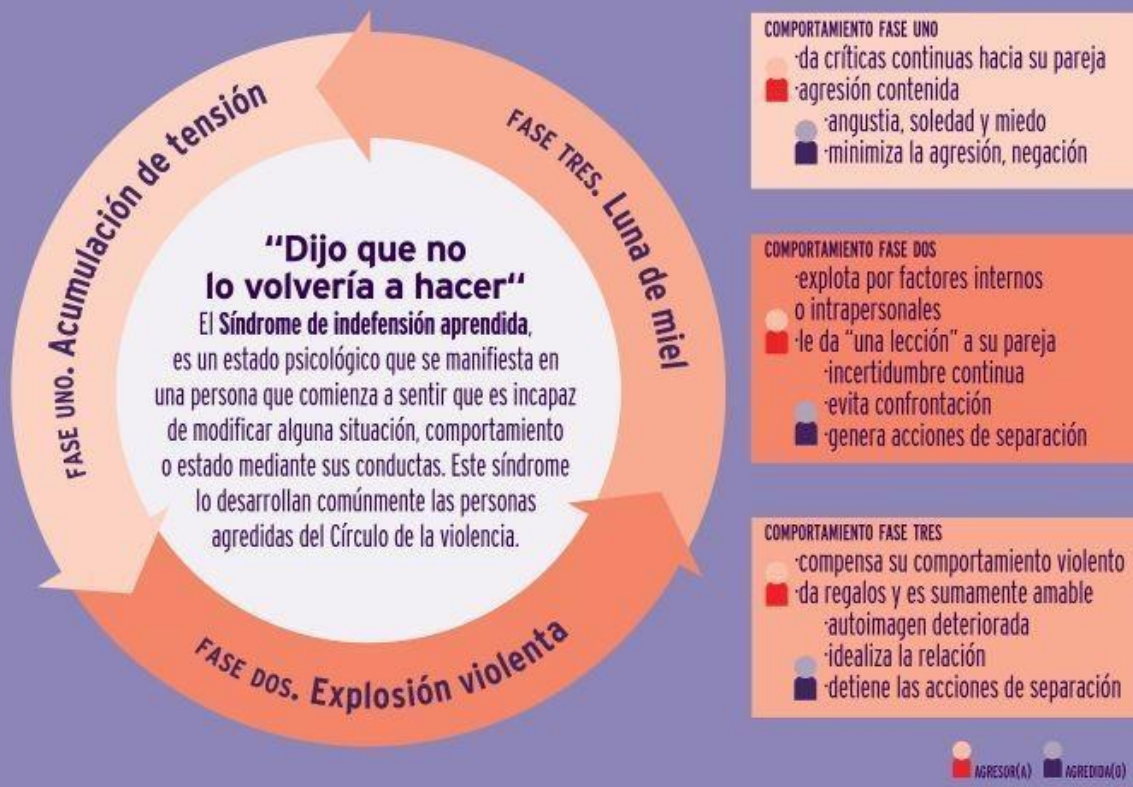 FASE UNO. Acumulación de tensión
FASE TRES. Luna de miel
FASE DOS. Explosión violenta
“Dijo que no
lo volvería a hacer“
El Síndrome de indefensión aprendida,
es un estado psicológico que se manifiesta en
una persona que comienza a sentir que es incapaz
de modificar alguna situación, comportamiento
o estado mediante sus conductas. Este síndrome
lo desarrollan comúnmente las personas
agredidas del Círculo de la violencia.
COMPORTAMIENTO FASE UNO
·da críticas continuas hacia su pareja
·agresión contenida
·angustia, soledad y miedo
·minimiza la agresión, negación
COMPORTAMIENTO FASE DOS
·explota por factores internos
o intrapersonales
·le da “una lección” a su pareja
·incertidumbre continua
·evita confrontación
·genera acciones de separación
COMPORTAMIENTO FASE TRES
·compensa su comportamiento violento
·da regalos y es sumamente amable
·autoimagen deteriorada
·idealiza la relación
·detiene las acciones de separación
AGRESOR(A) AGREDIDA(O)